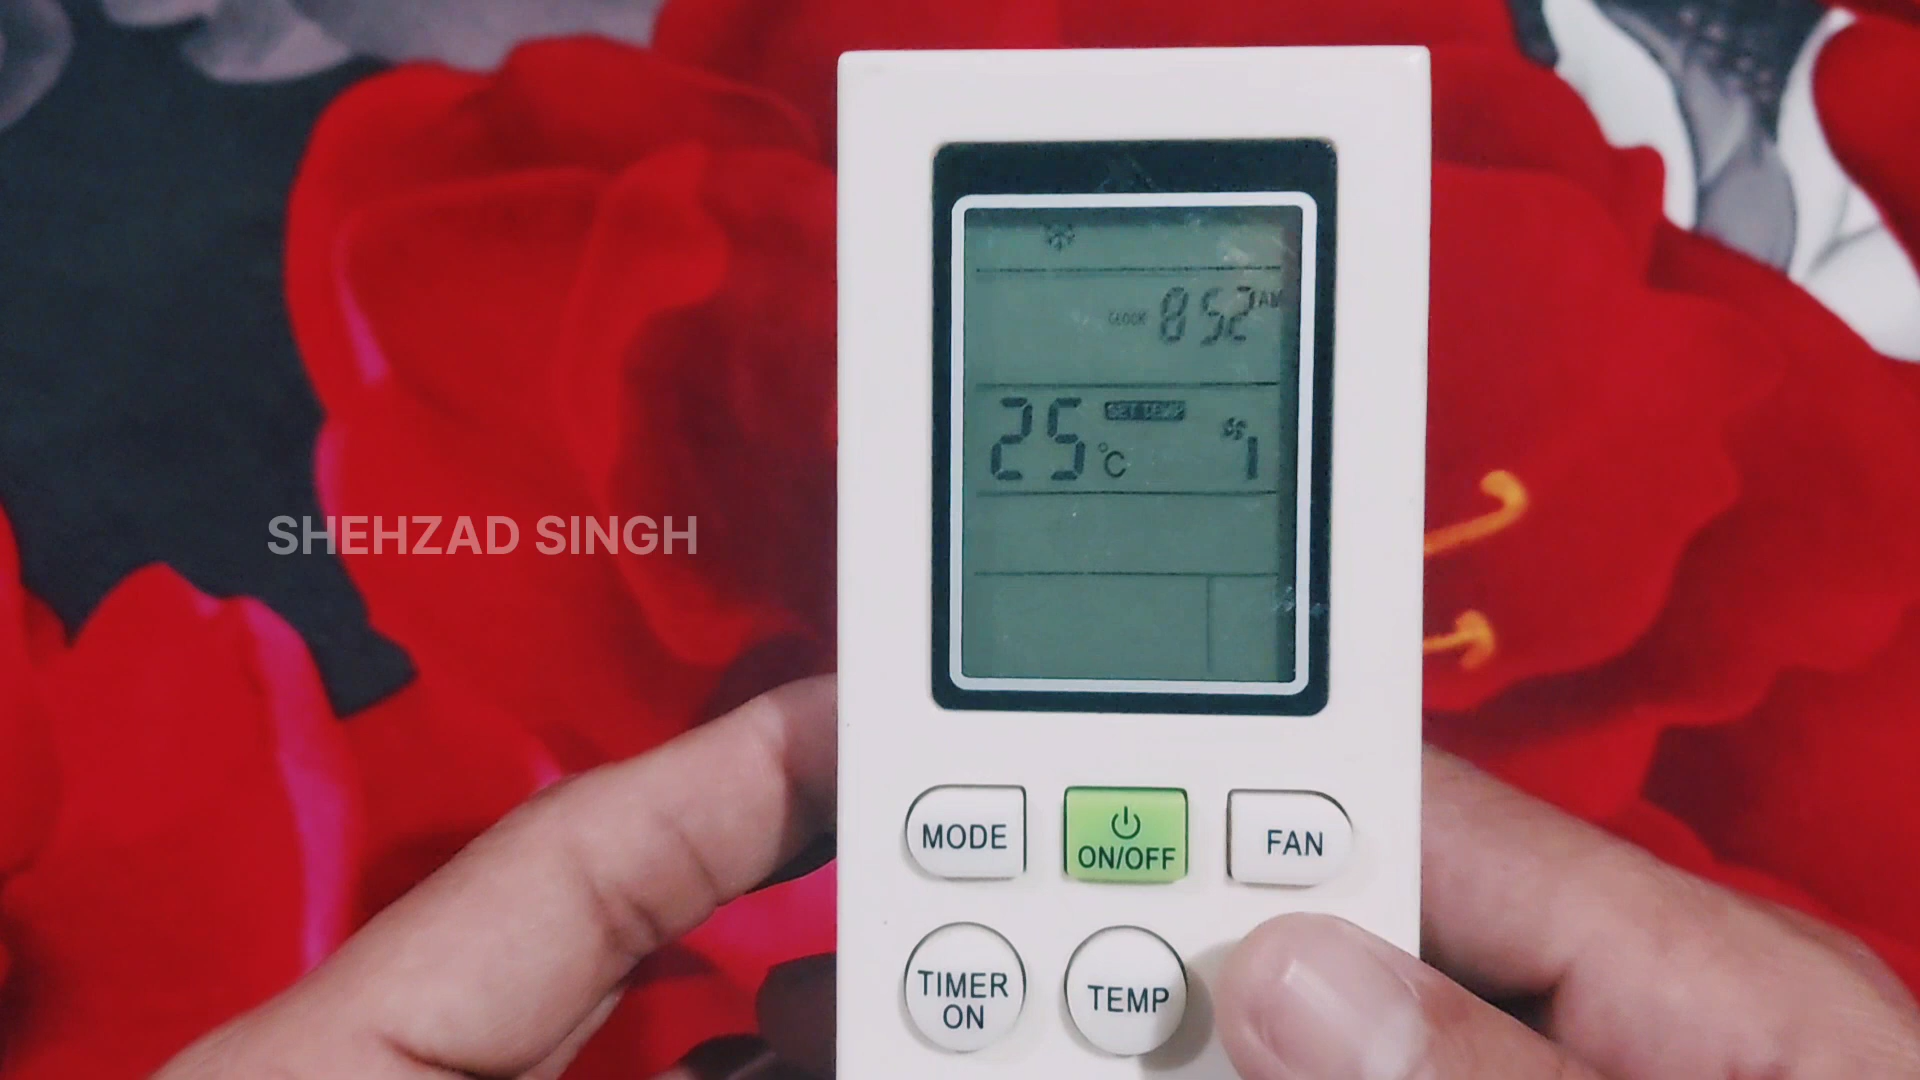 CLOCK 8 52 AM
25 °C SET TEMP 1
SHEHZAD SINGH
MODE
ON/OFF
FAN
TIMER
ON
TEMP